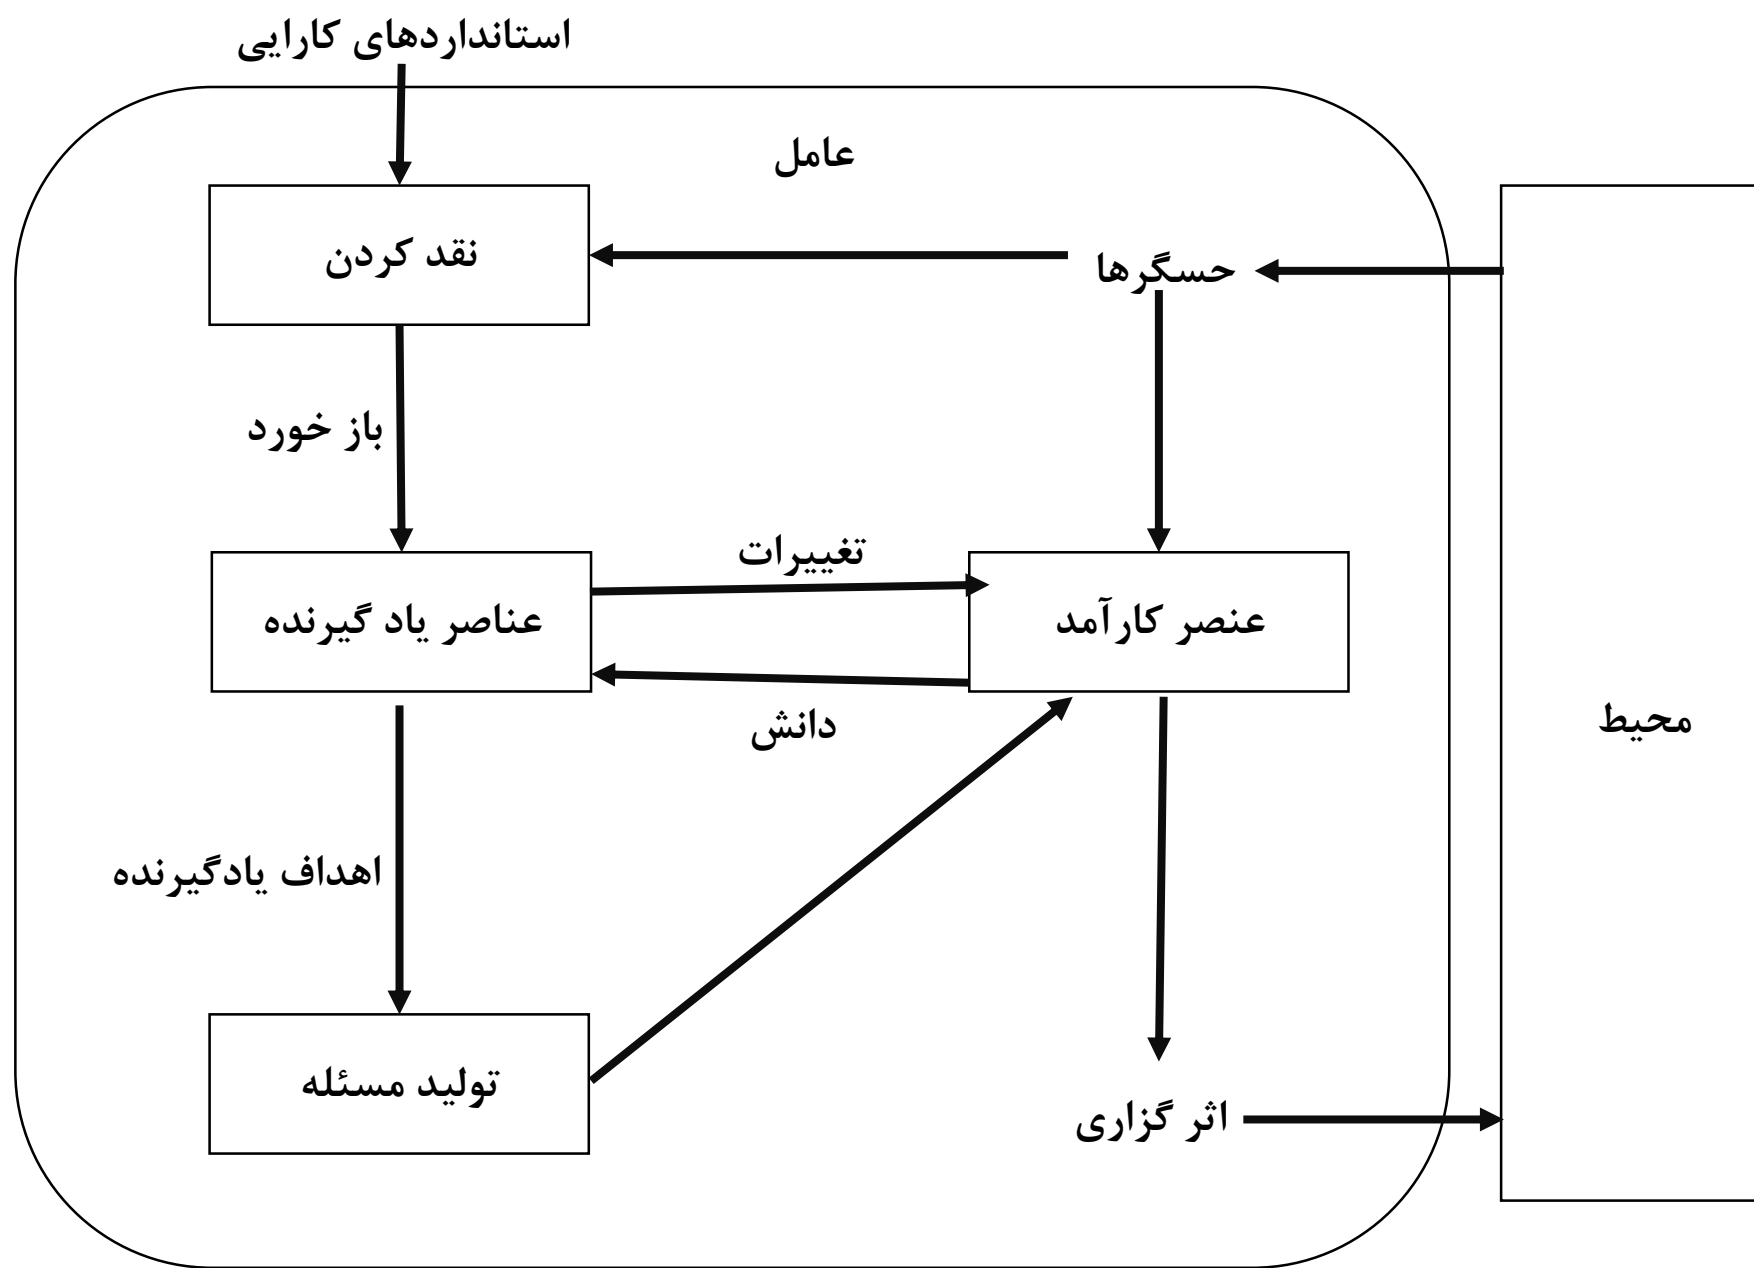 استانداردهای کارایی
عامل
نقد کردن
حسگرها
باز خورد
تغییرات
عناصر یاد گیرنده
عنصر کارآمد
دانش
محیط
اهداف یادگیرنده
تولید مسئله
اثر گزاری